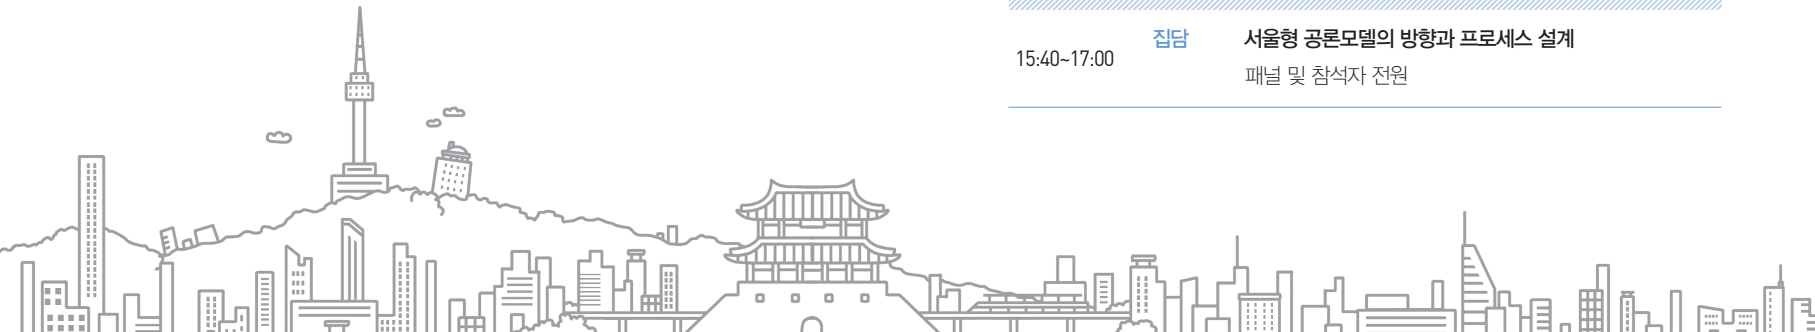 15:40~17:00
집담
서울형 공론모델의 방향과 프로세스 설계
패널 및 참석자 전원